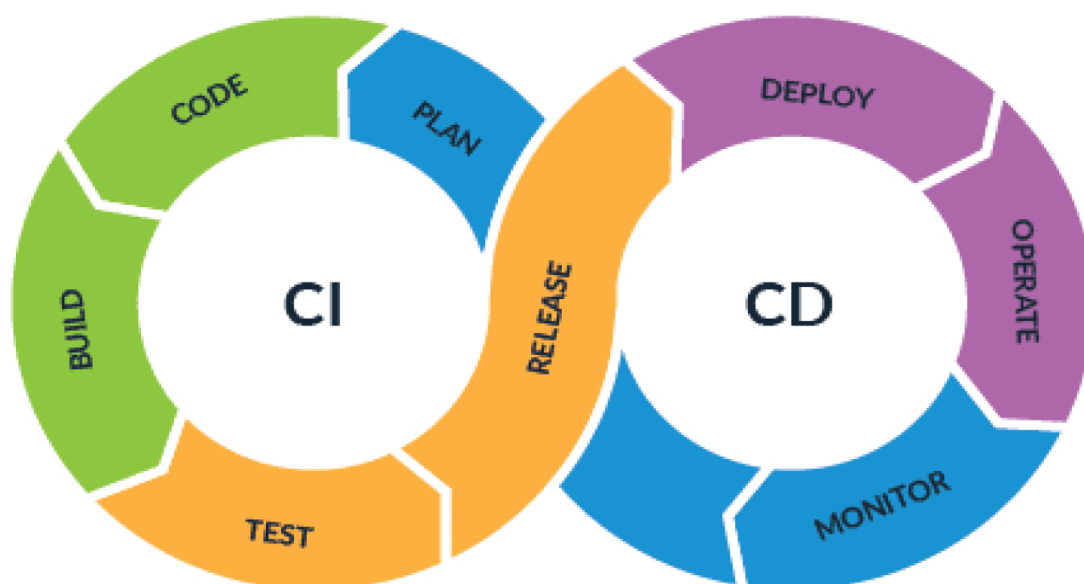 PLAN
CODE
BUILD
TEST
RELEASE
DEPLOY
OPERATE
MONITOR
CI
CD